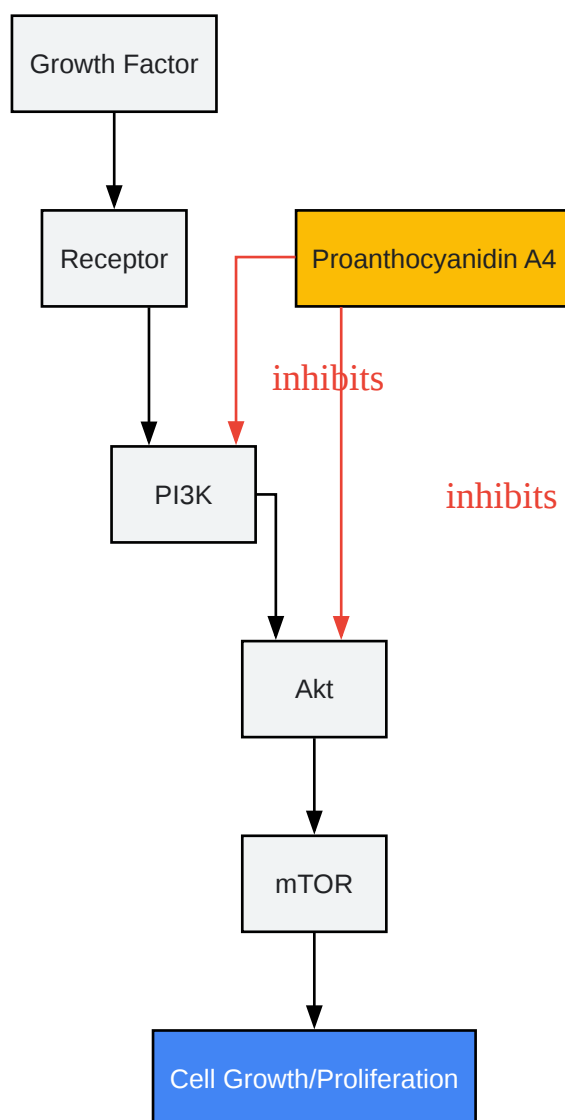 Growth Factor
Receptor
Proanthocyanidin A4
inhibits
PI3K
inhibits
Akt
mTOR
Cell Growth/Proliferation